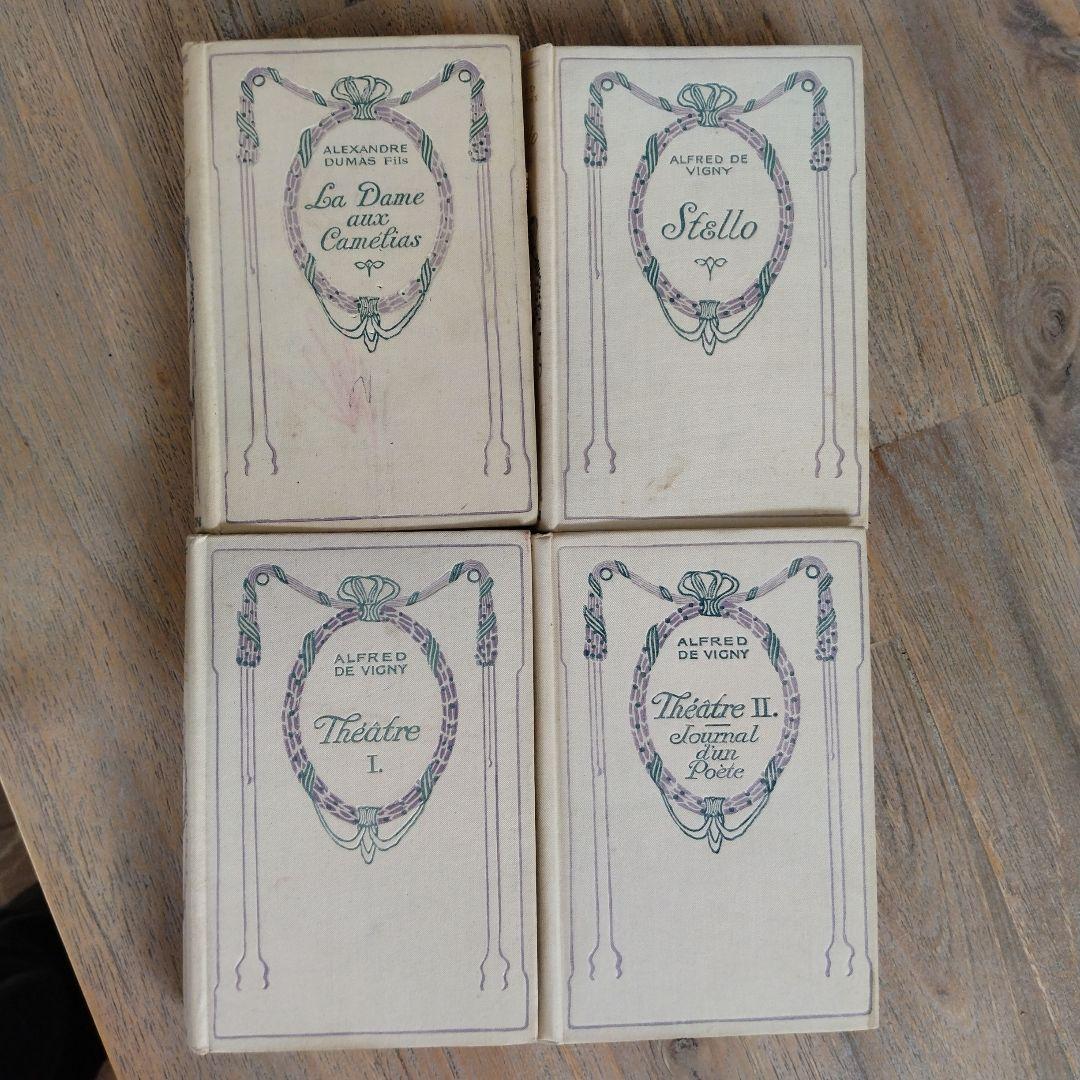 ALEXANDRE
DUMAS Fils
La Dame
aux
Camélias
ALFRED DE
VIGNY
Stello
ALFRED
DE VIGNY
Théâtre
I.
ALFRED
DE VIGNY
Théâtre II.
Journal
d'un
Poète